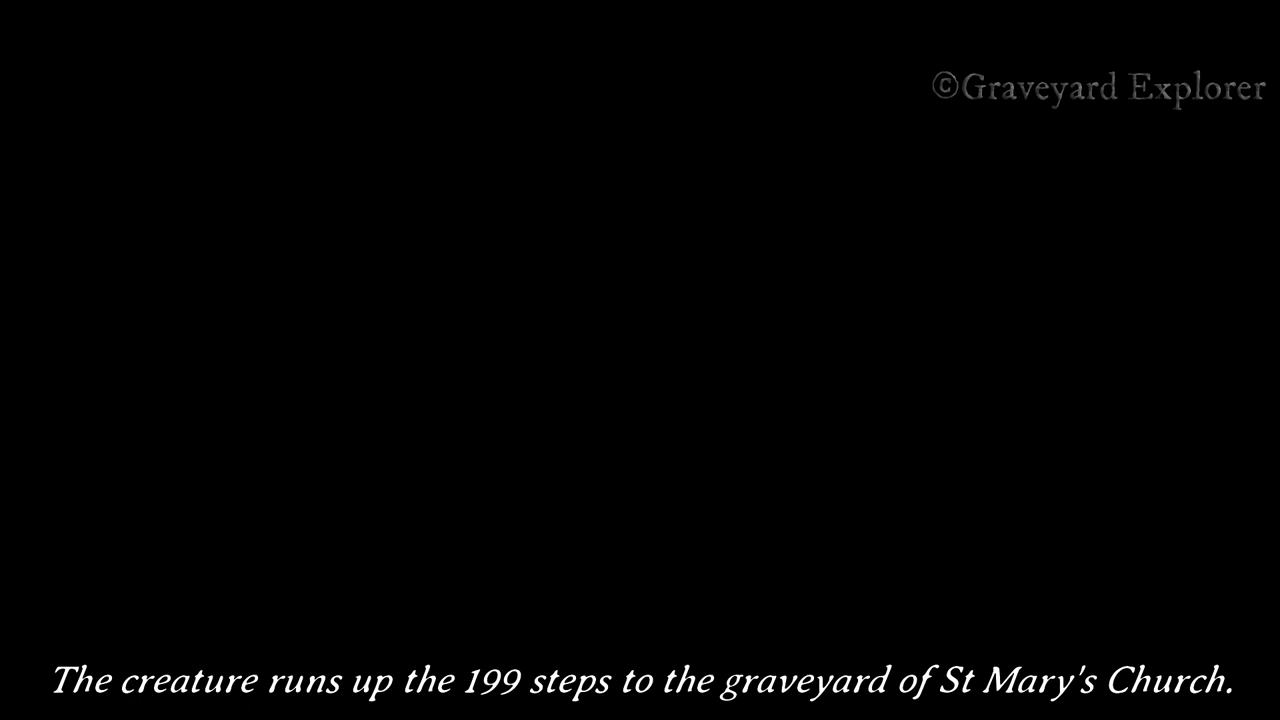 ©Graveyard Explorer
The creature runs up the 199 steps to the graveyard of St Mary's Church.